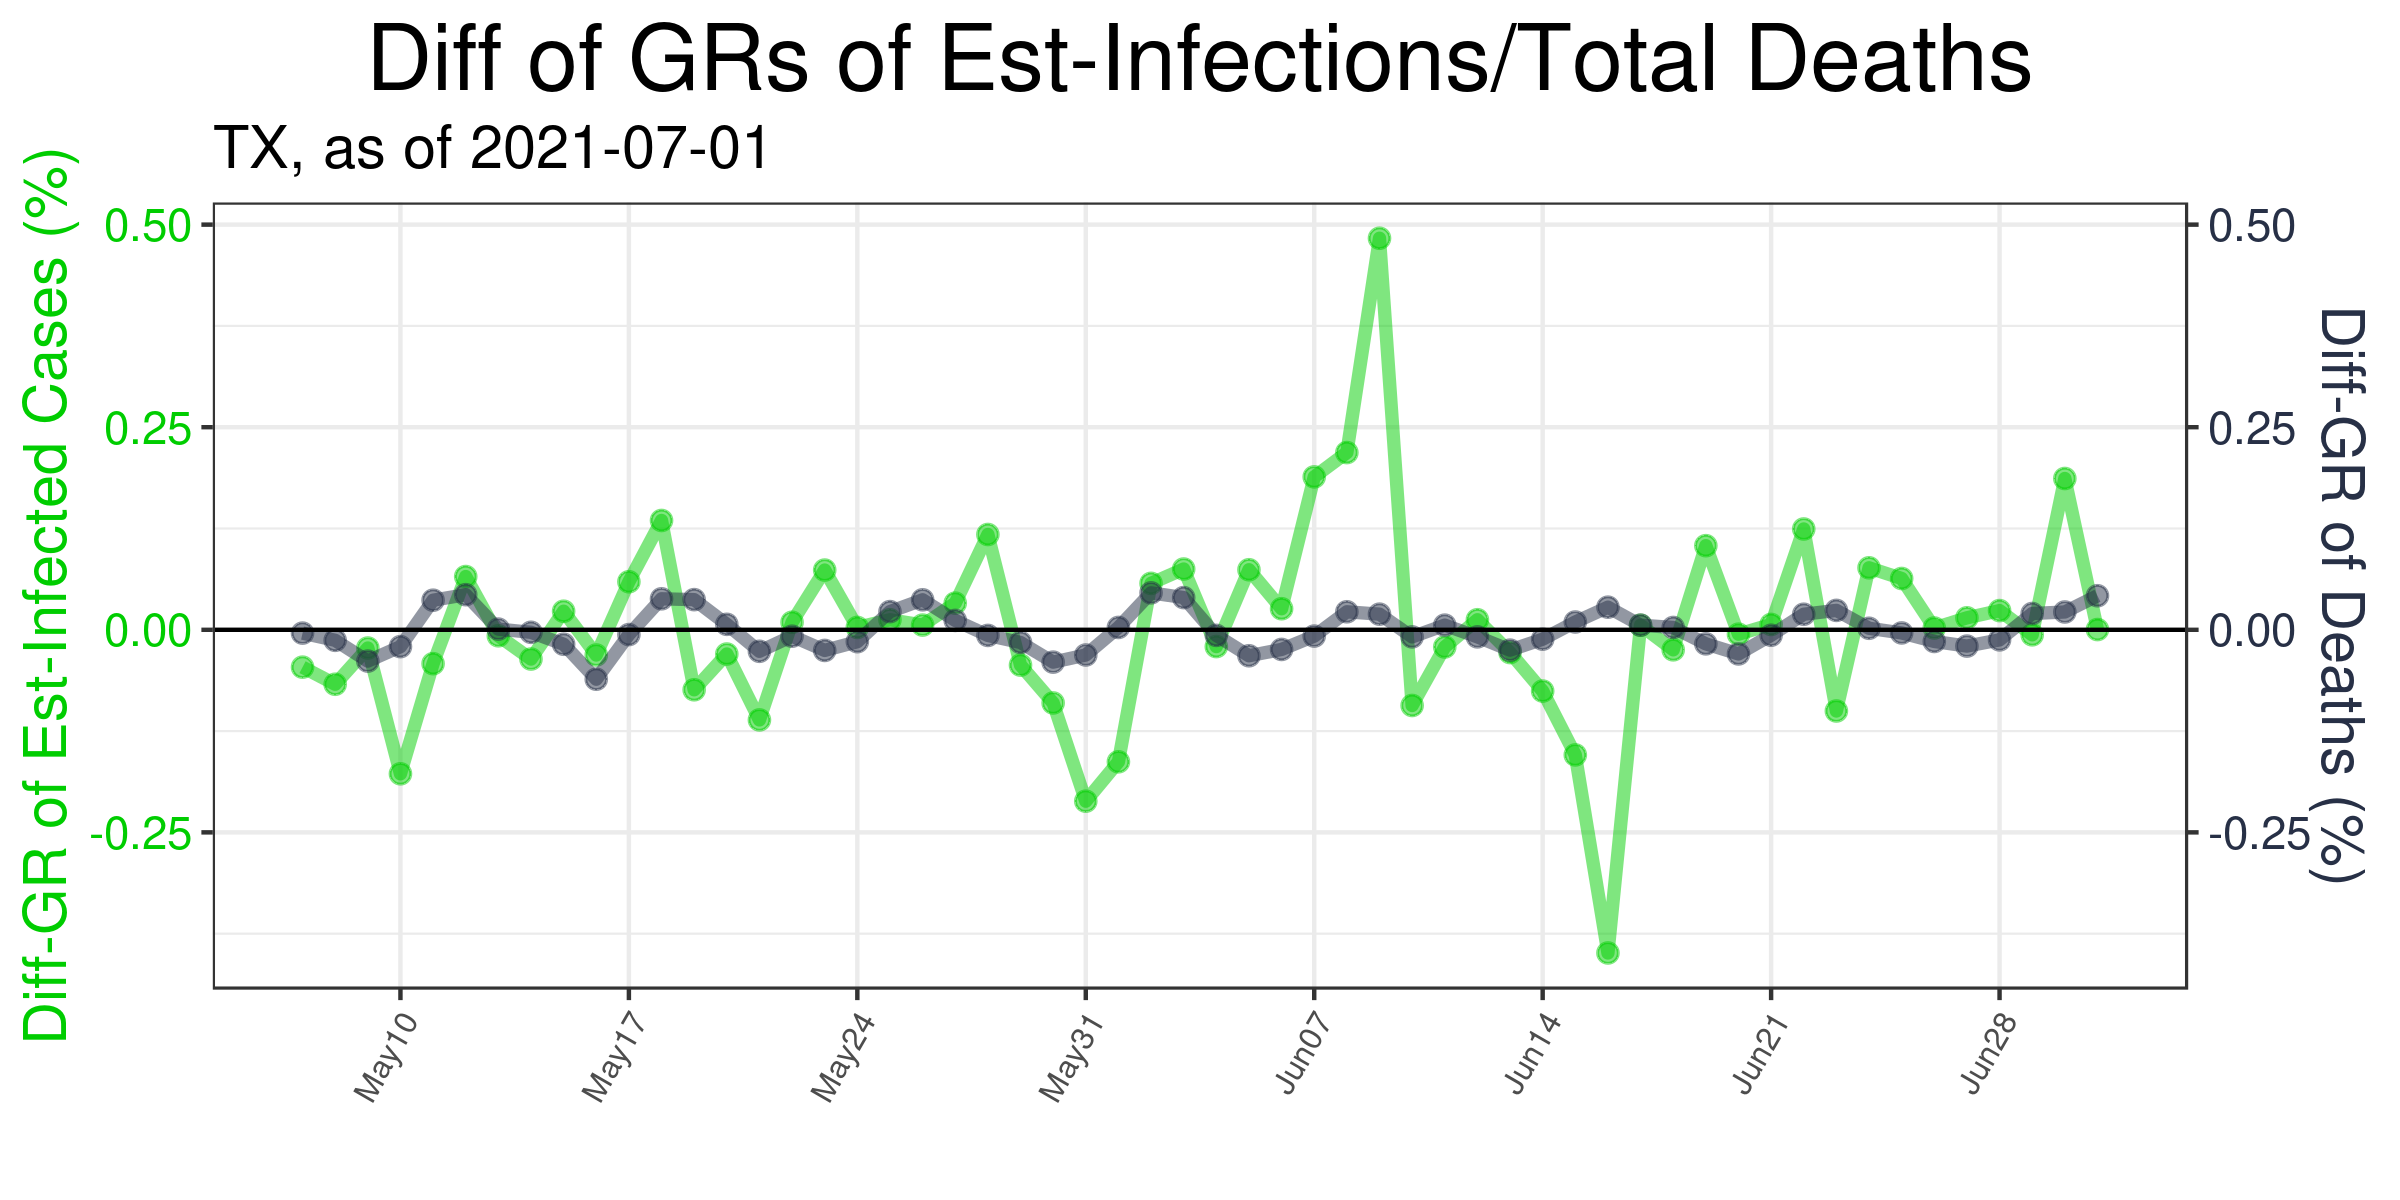 Diff of GRs of Est-Infections/Total Deaths
TX, as of 2021-07-01
Diff-GR of Est-Infected Cases (%)
0.50
0.25
0.00
-0.25
0.50
0.25
0.00
-0.25
Diff-GR of Deaths (%)
May10
May17
May24
May31
Jun07
Jun14
Jun21
Jun28